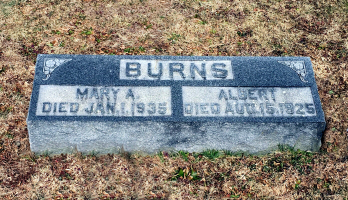 BURNS
MARY A.
DIED JAN. 1, 1935
ALBERT
DIED AUG. 15, 1925